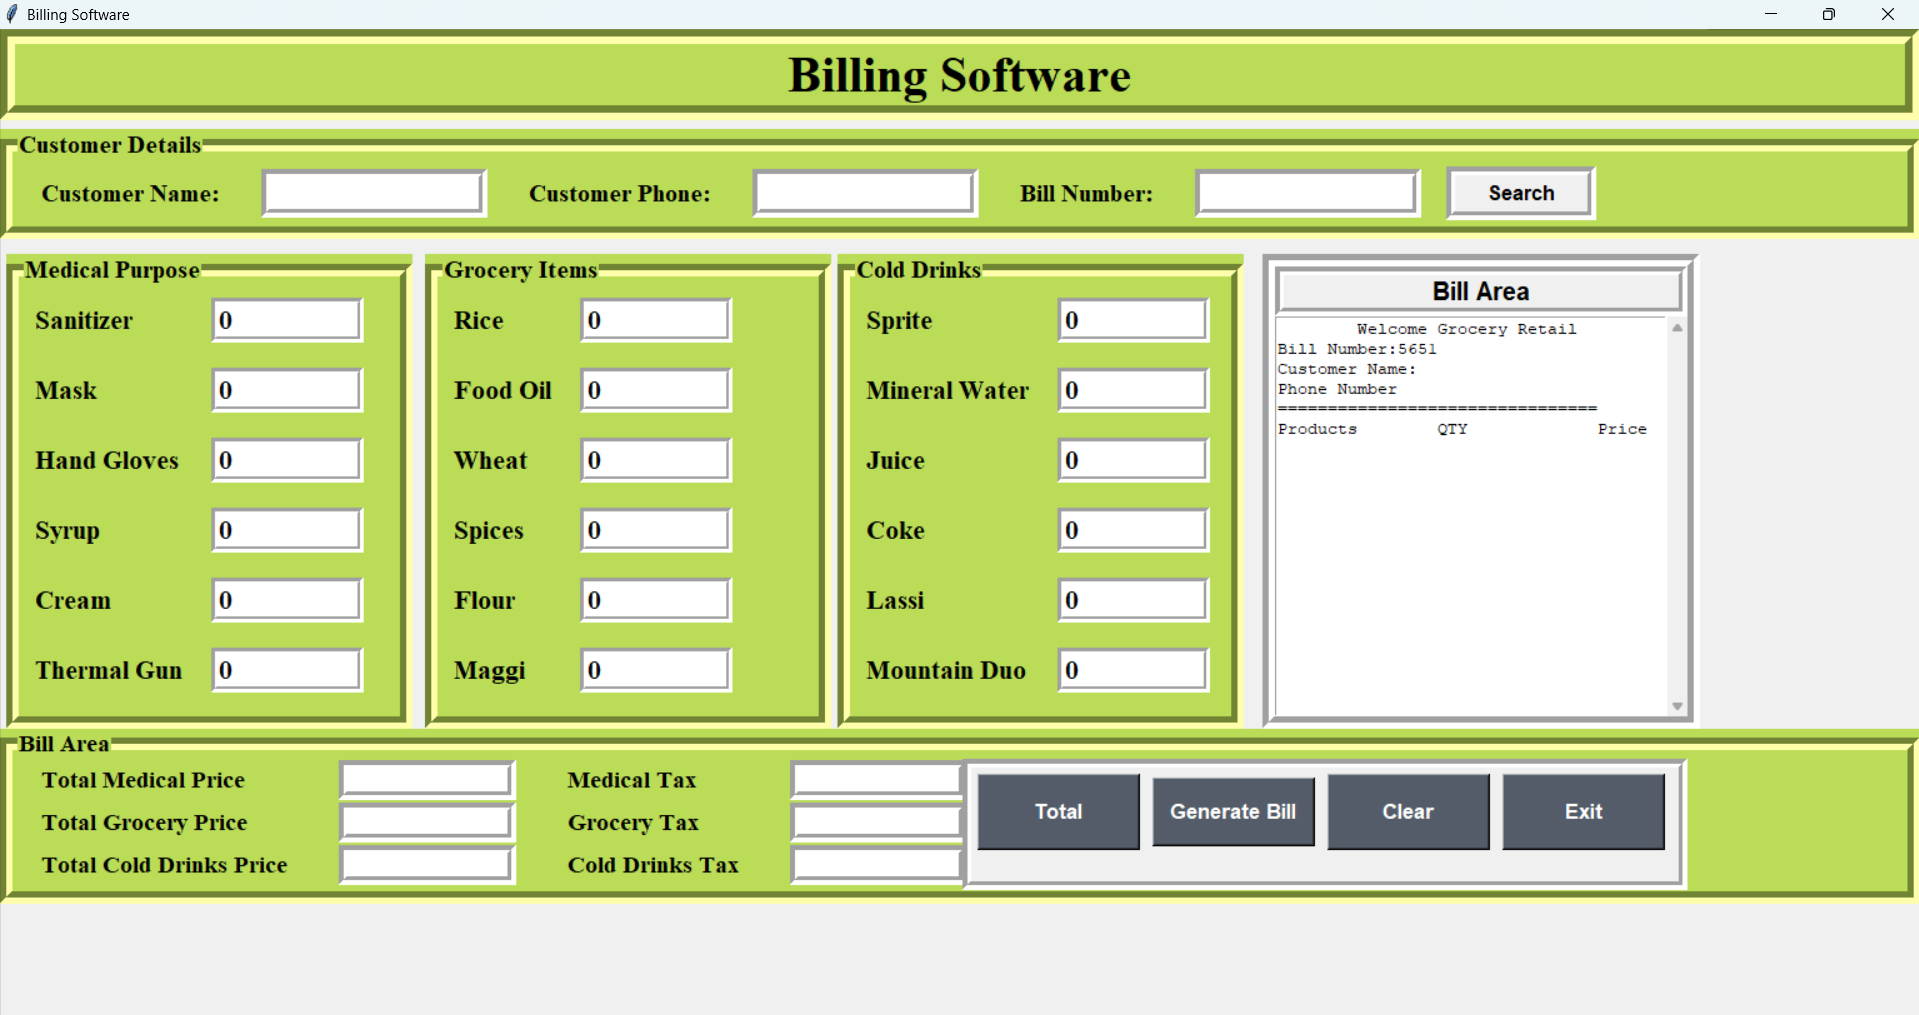 Billing Software
Billing Software
Customer Details
Customer Name:
Customer Phone:
Bill Number:
Search
Medical Purpose
Sanitizer 0
Mask 0
Hand Gloves 0
Syrup 0
Cream 0
Thermal Gun 0
Grocery Items
Rice 0
Food Oil 0
Wheat 0
Spices 0
Flour 0
Maggi 0
Cold Drinks
Sprite 0
Mineral Water 0
Juice 0
Coke 0
Lassi 0
Mountain Duo 0
Bill Area
Welcome Grocery Retail
Bill Number:5651
Customer Name:
Phone Number
================================
Products QTY Price
Bill Area
Total Medical Price
Total Grocery Price
Total Cold Drinks Price
Medical Tax
Grocery Tax
Cold Drinks Tax
Total
Generate Bill
Clear
Exit